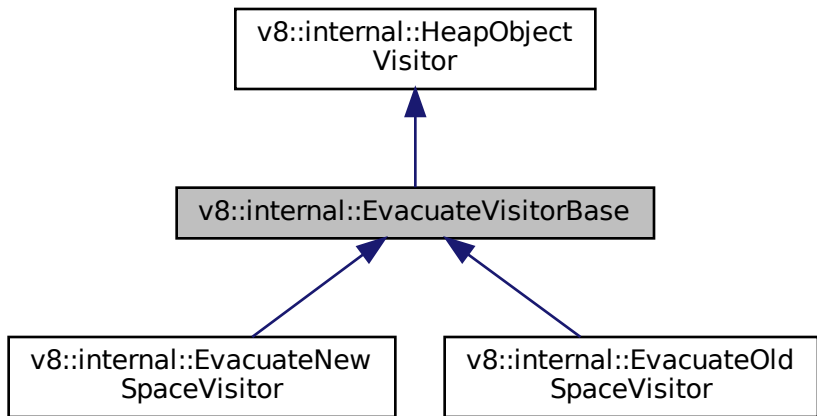 v8::internal::HeapObject
Visitor
v8::internal::EvacuateVisitorBase
v8::internal::EvacuateNew
SpaceVisitor
v8::internal::EvacuateOld
SpaceVisitor